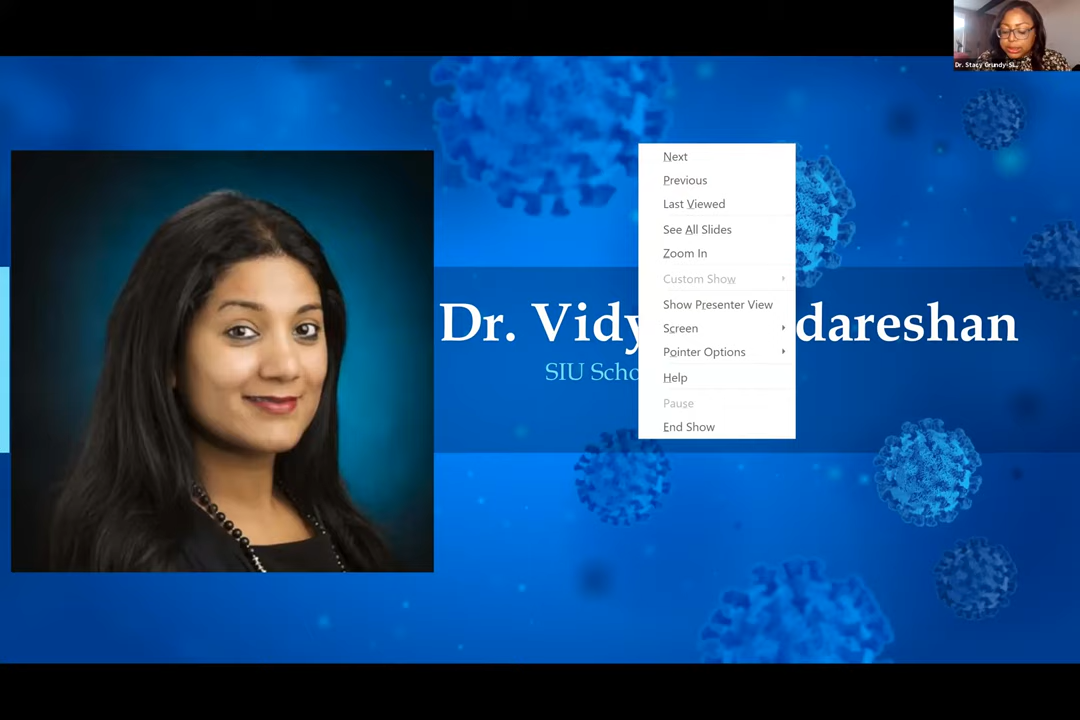 Dr. Stacy Grundy-SL...
Next
Previous
Last Viewed
See All Slides
Zoom In
Custom Show
Show Presenter View
Screen
Pointer Options
Help
Pause
End Show
Dr. Vidy dareshan
SIU Scho